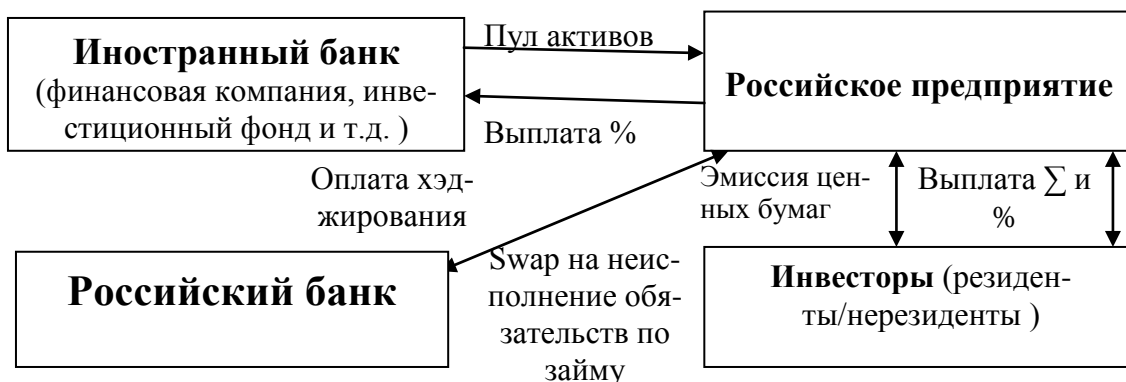 Иностранный банк
(финансовая компания, инве-
стиционный фонд и т.д. )
Пул активов
Выплата %
Российское предприятие
Оплата хэд-
жирования
Эмиссия цен-
ных бумаг
Выплата ∑ и
%
Российский банк
Swap на неис-
полнение обя-
зательств по
займу
Инвесторы (резиден-
ты/нерезиденты )